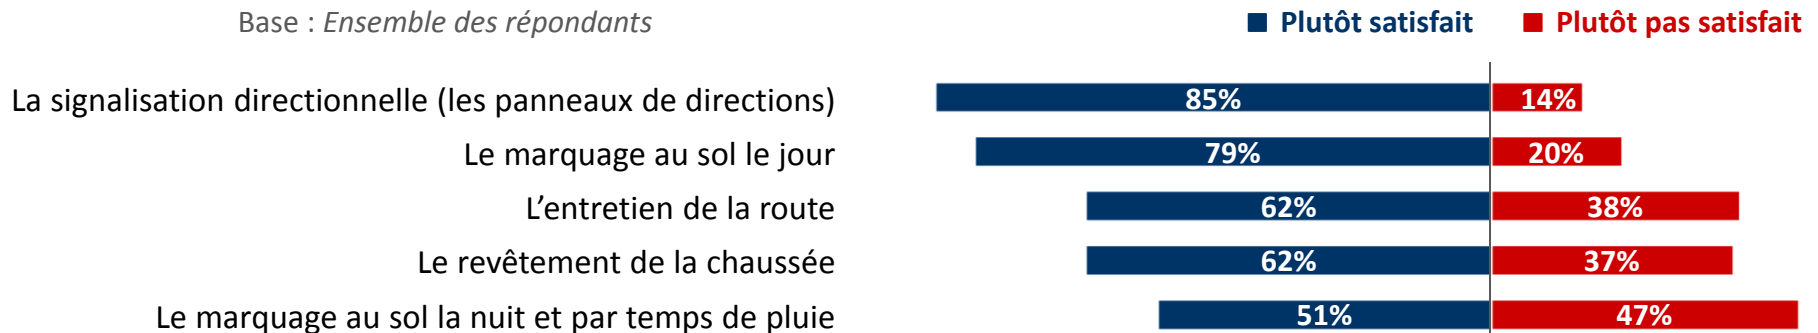 Base : Ensemble des répondants
Plutôt satisfait Plutôt pas satisfait
La signalisation directionnelle (les panneaux de directions) 85% 14%
Le marquage au sol le jour 79% 20%
L’entretien de la route 62% 38%
Le revêtement de la chaussée 62% 37%
Le marquage au sol la nuit et par temps de pluie 51% 47%